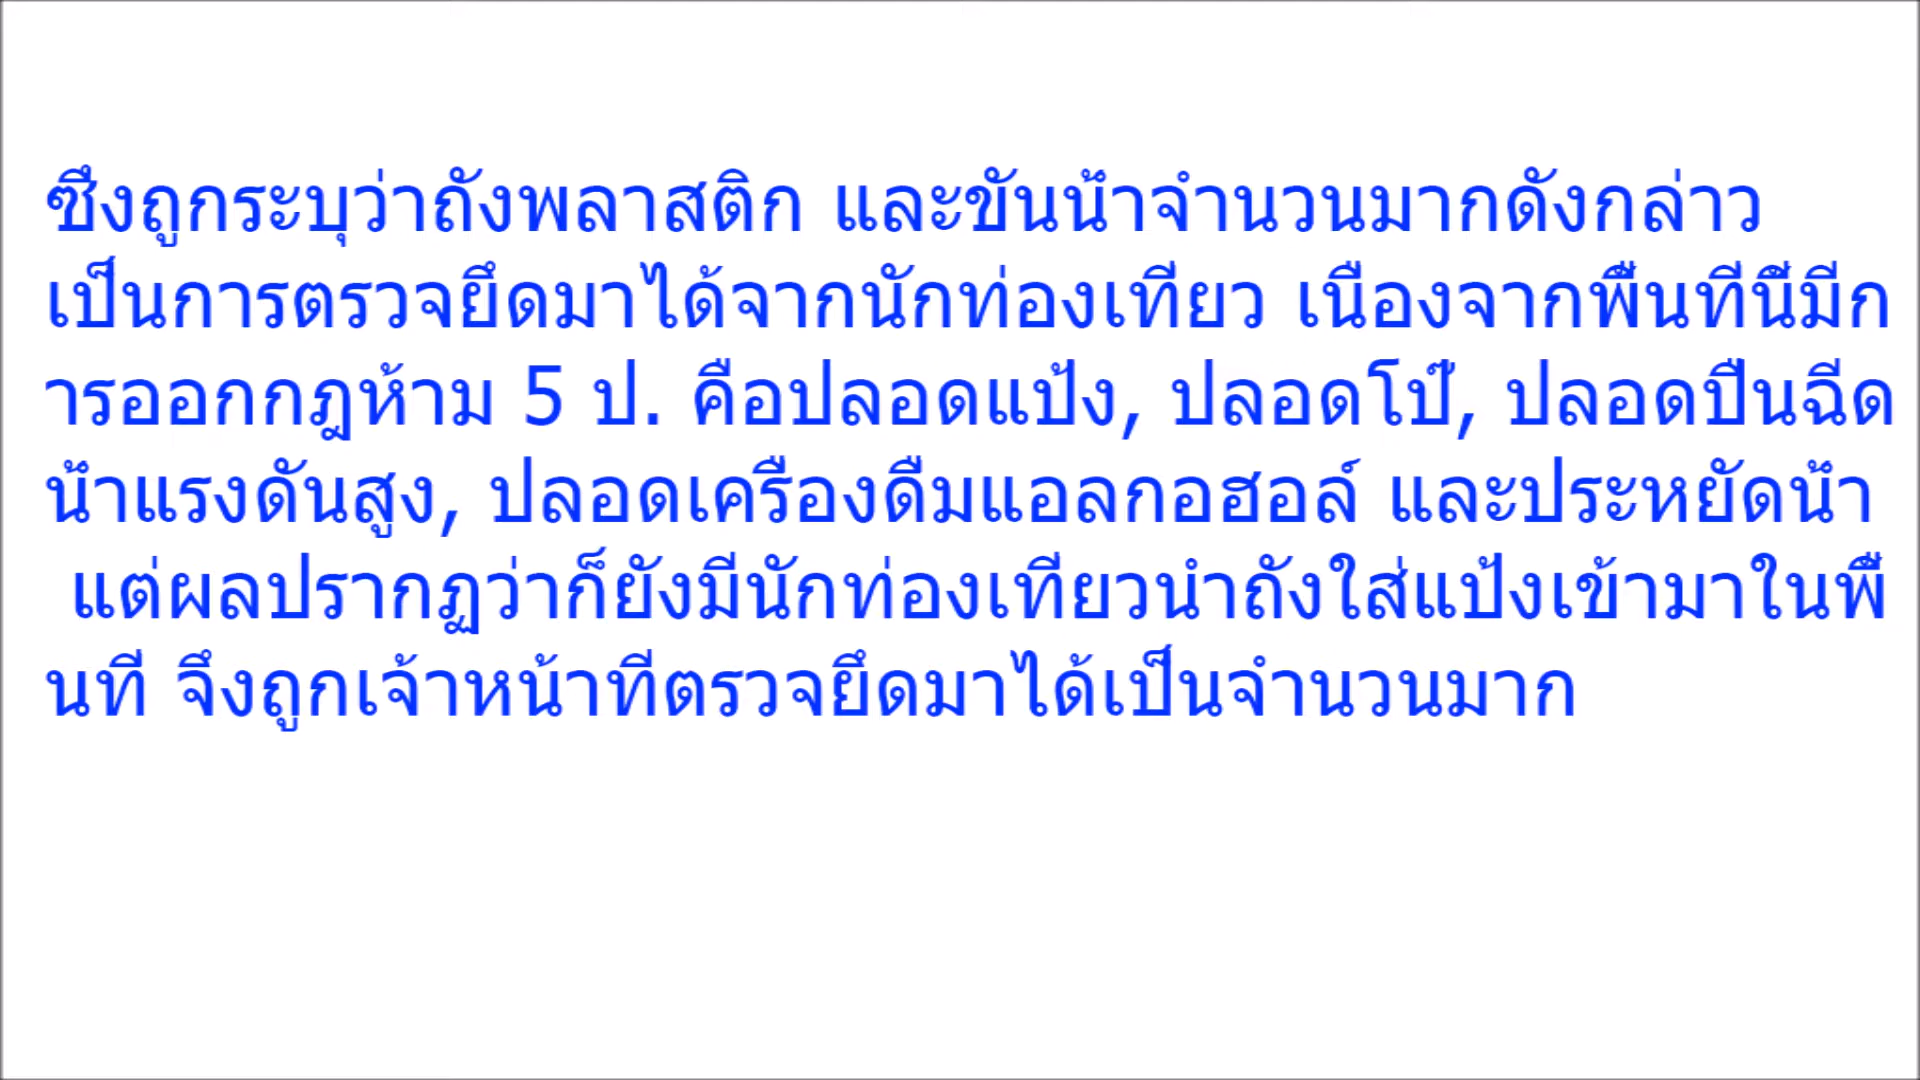 ซึ่งถูกระบุว่าถังพลาสติก และขันน้ำจำนวนมากดังกล่าว
เป็นการตรวจยึดมาได้จากนักท่องเที่ยว เนื่องจากพื้นที่นี้มีก
ารออกกฎห้าม 5 ป. คือปลอดแป้ง, ปลอดโป๊, ปลอดปืนฉีด
น้ำแรงดันสูง, ปลอดเครื่องดื่มแอลกอฮอล์ และประหยัดน้ำ
แต่ผลปรากฏว่าก็ยังมีนักท่องเที่ยวนำถังใส่แป้งเข้ามาในพื้
นที่ จึงถูกเจ้าหน้าที่ตรวจยึดมาได้เป็นจำนวนมาก